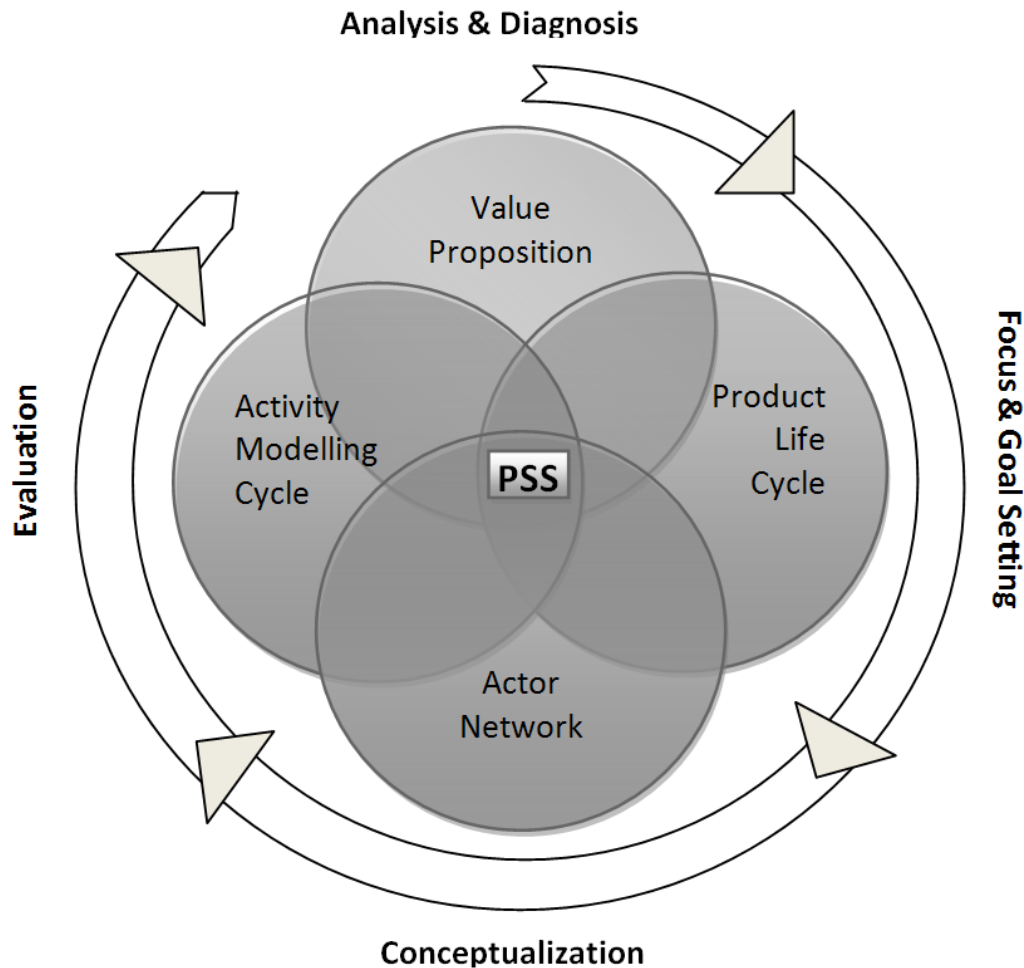 Analysis & Diagnosis
Value
Proposition
Activity
Modelling
Cycle
Product
Life
Cycle
PSS
Actor
Network
Focus & Goal Setting
Conceptualization
Evaluation